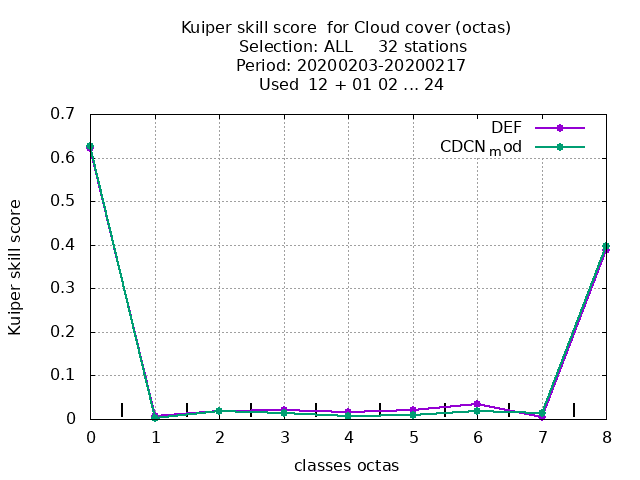 Kuiper skill score  for Cloud cover (octas)
Selection: ALL     32 stations
Period: 20200203-20200217
Used  12 + 01 02 ... 24
DEF
CDCNmod
Kuiper skill score
0.7
0.6
0.5
0.4
0.3
0.2
0.1
0
0 1 2 3 4 5 6 7 8
classes octas